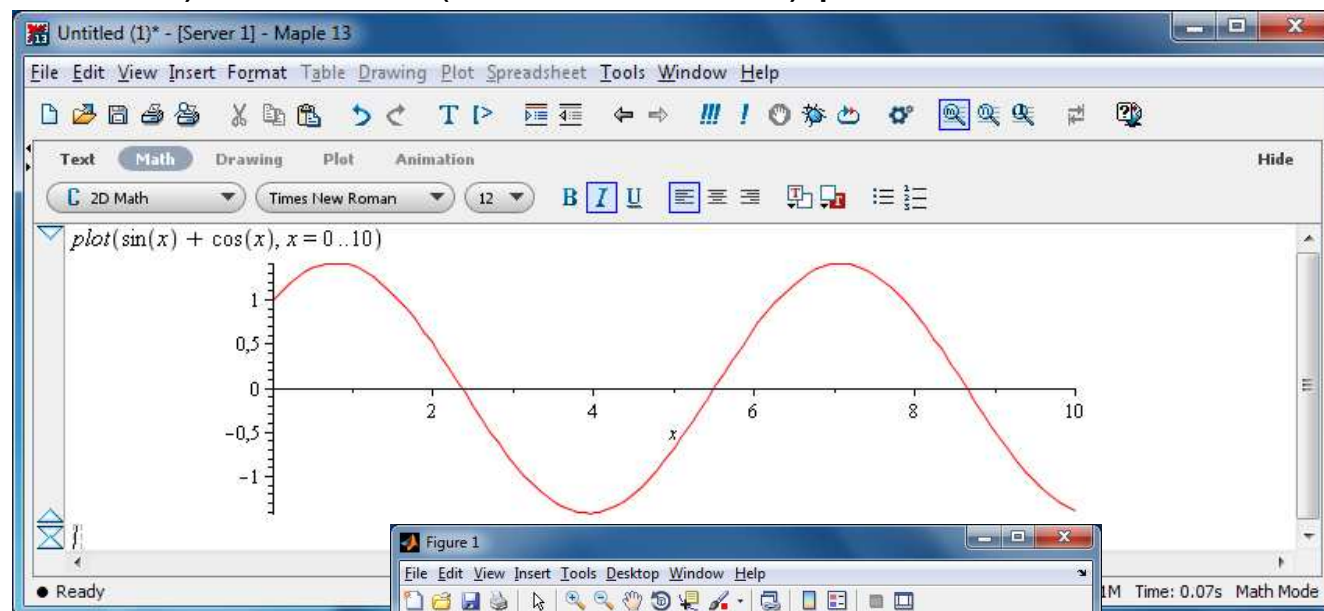 Untitled (1)* - [Server 1] - Maple 13
File Edit View Insert Format Table Drawing Plot Spreadsheet Tools Window Help
Text Math Drawing Plot Animation Hide
C 2D Math Times New Roman 12 B I U
plot(sin(x) + cos(x), x = 0 ..10)
1
0,5
0
2 4 6 8 10
-0,5
x
-1
Figure 1
File Edit View Insert Tools Desktop Window Help
Ready 1M Time: 0.07s Math Mode